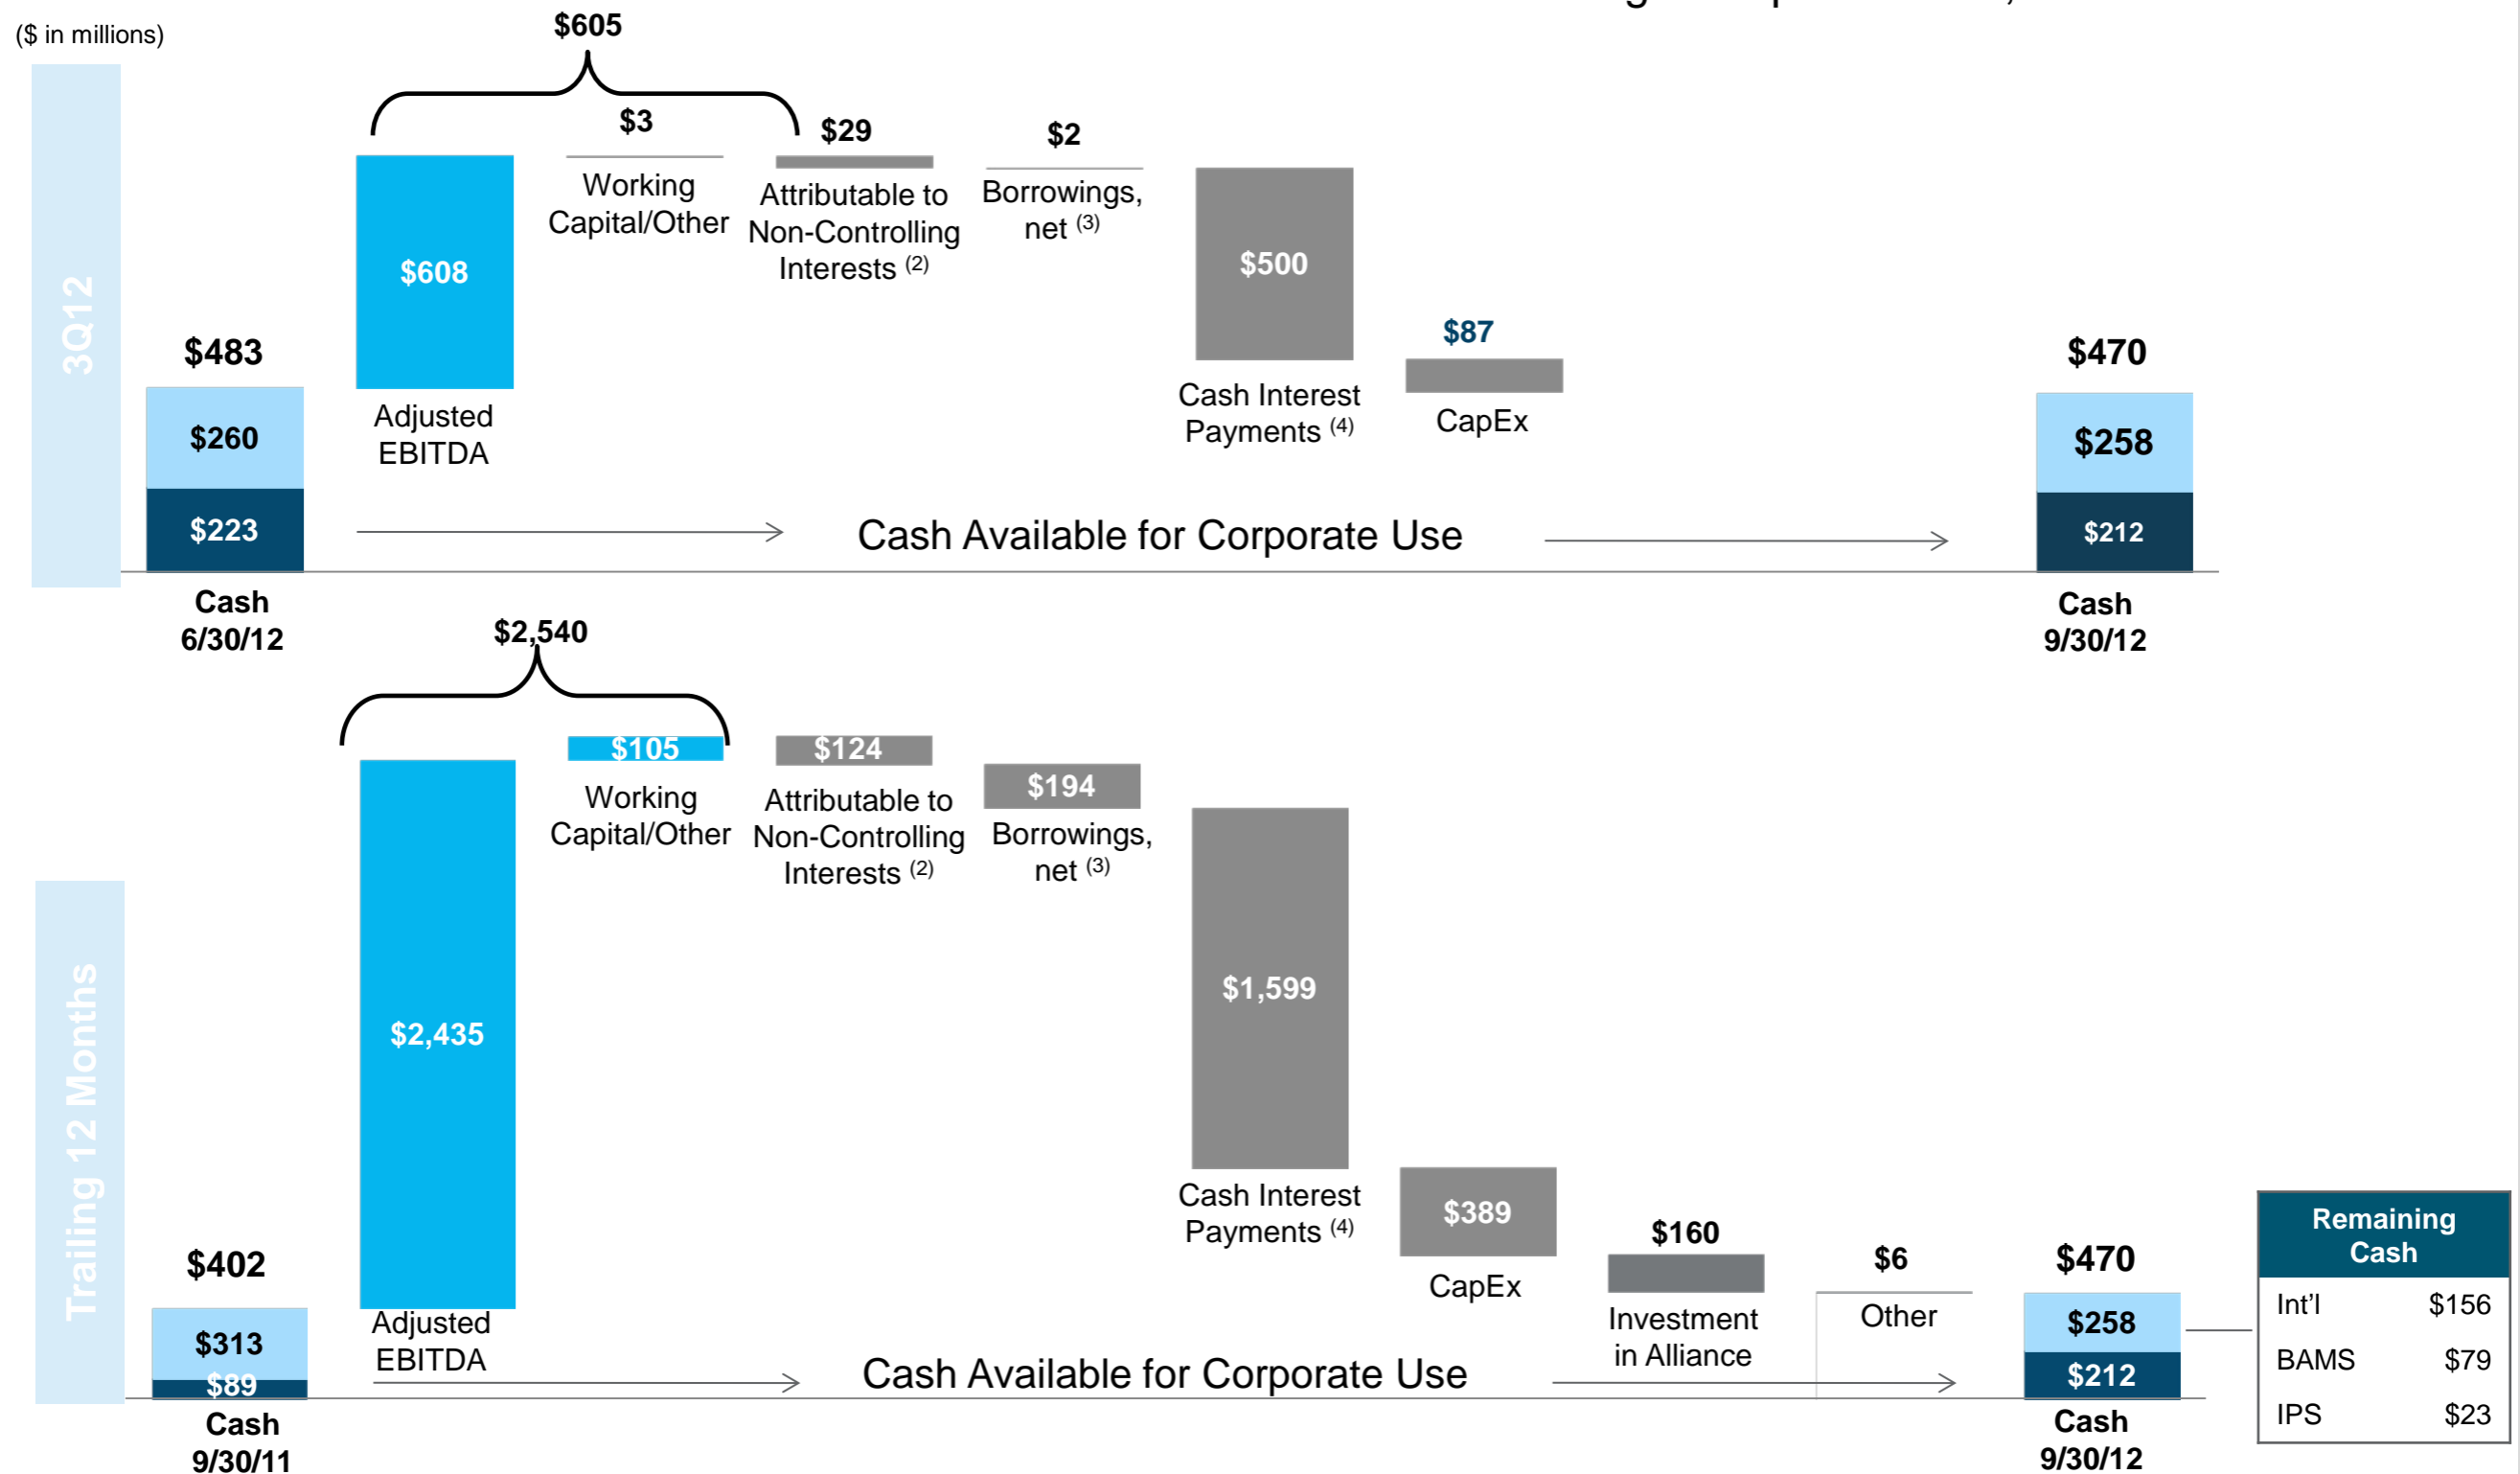 ($ in millions)
$605
$3
$29
$2
Working
Capital/Other
Attributable to
Non-Controlling
Interests (2)
Borrowings,
net (3)
$608
$500
3Q12
$483
$87
$470
Adjusted
EBITDA
Cash Interest
Payments (4)
CapEx
$260
$258
$223
Cash Available for Corporate Use
$212
Cash
6/30/12
Cash
9/30/12
$2,540
$105
$124
$194
Working
Capital/Other
Attributable to
Non-Controlling
Interests (2)
Borrowings,
net (3)
$2,435
$1,599
Trailing 12 Months
Cash Interest
Payments (4)
$389
CapEx
$160
Investment
in Alliance
$6
Other
$402
$470
$313
$89
Adjusted
EBITDA
Cash Available for Corporate Use
$258
$212
Cash
9/30/11
Cash
9/30/12
Remaining
Cash
Int'l $156
BAMS $79
IPS $23